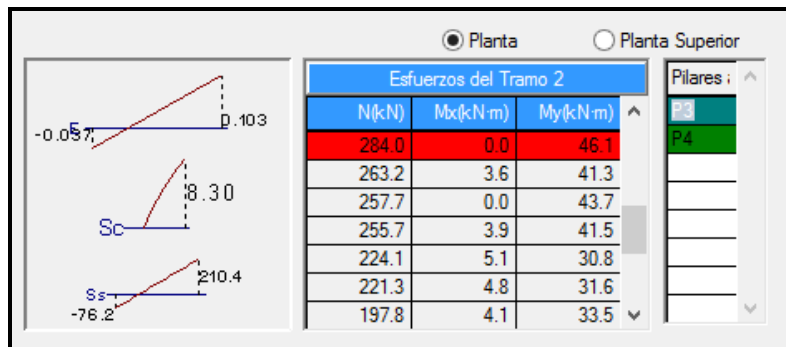 Planta Planta Superior
Esfuerzos del Tramo 2
Pilares
N(kN) Mx(kN·m) My(kN·m)
284.0 0.0 46.1
263.2 3.6 41.3
257.7 0.0 43.7
255.7 3.9 41.5
224.1 5.1 30.8
221.3 4.8 31.6
197.8 4.1 33.5
P3
P4
0.103
8.30
Sc
210.4
Ss
-76.2